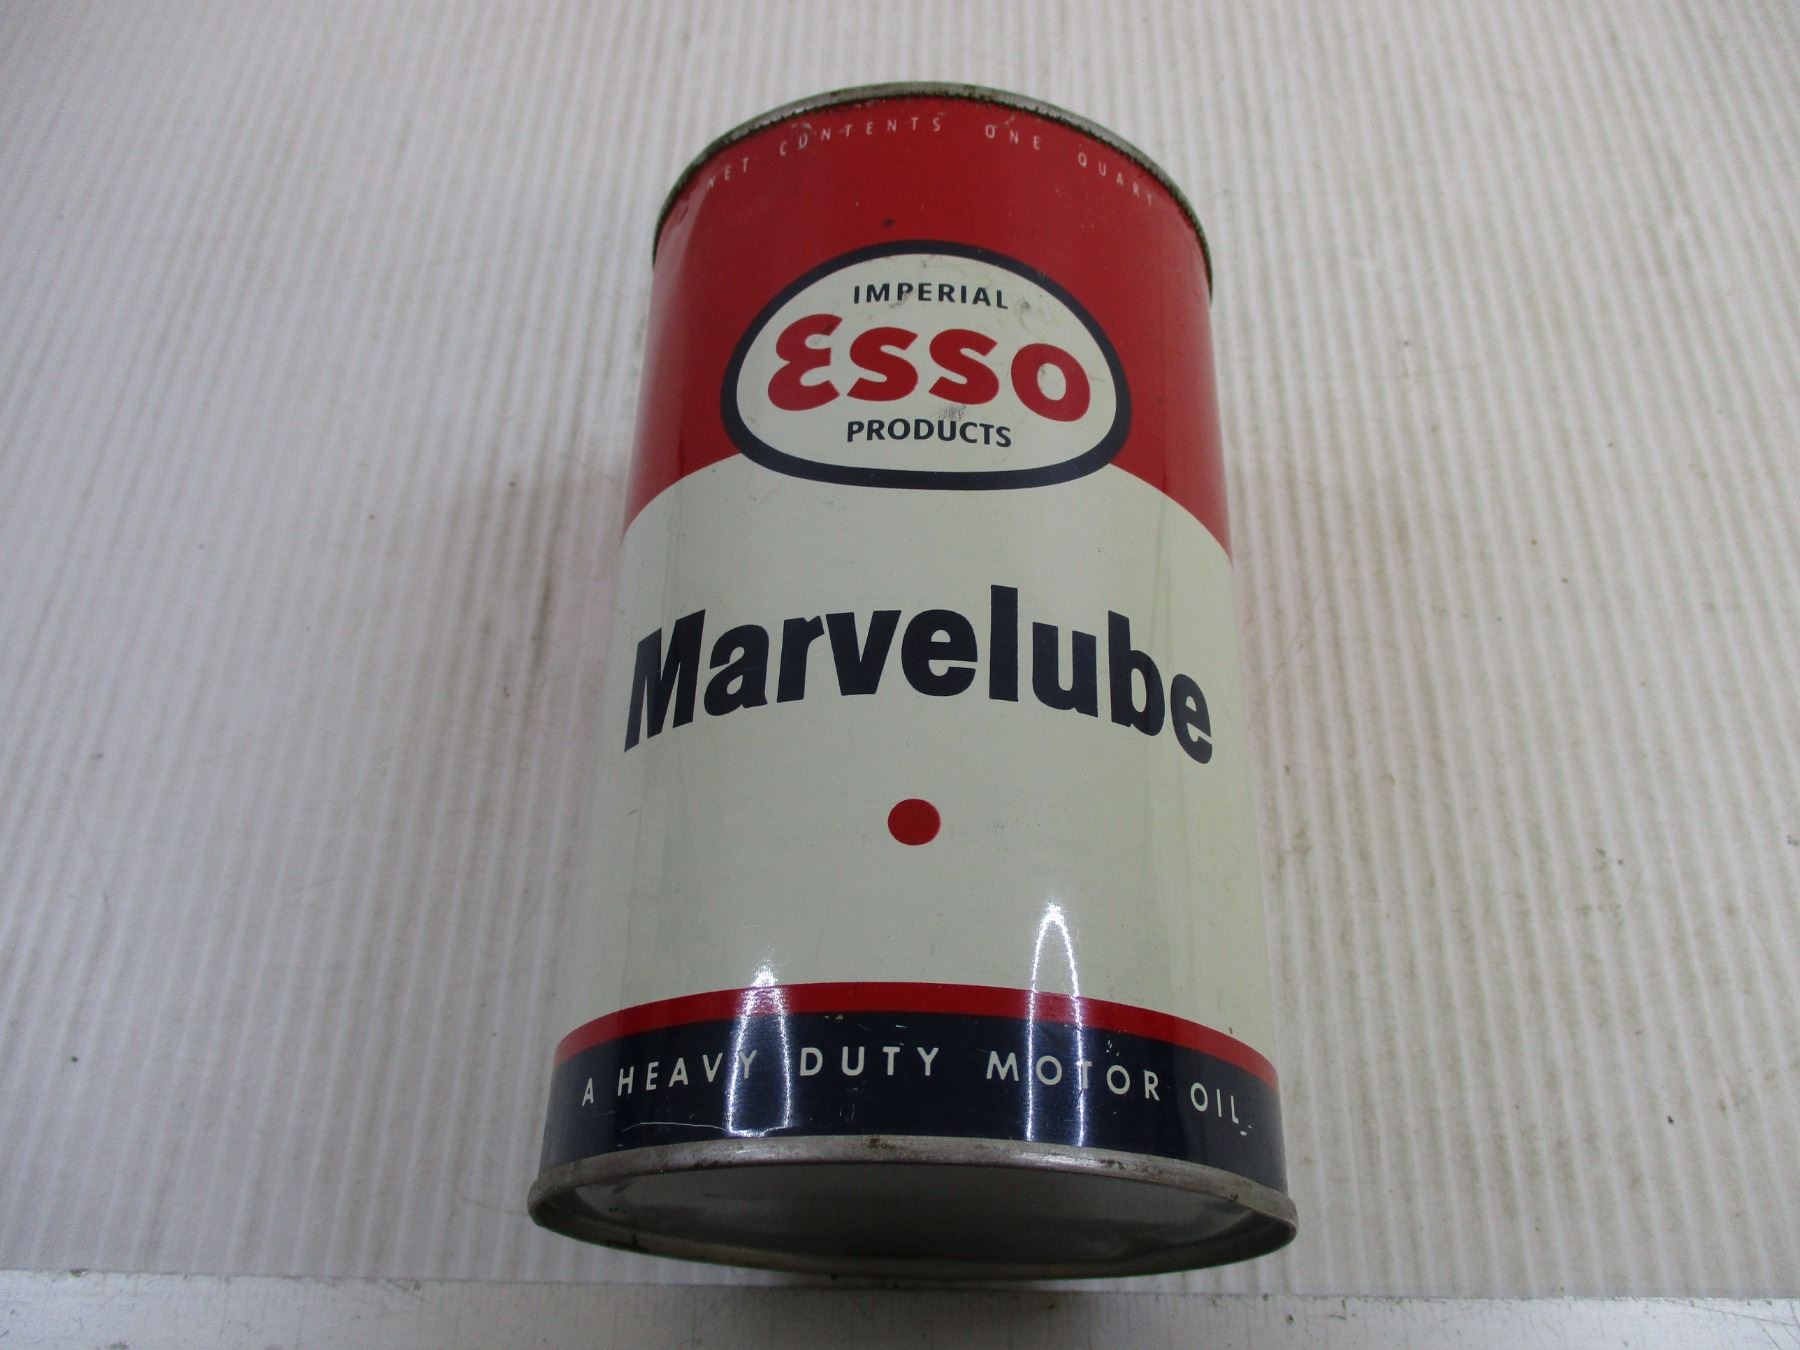 NET CONTENTS ONE QUART
IMPERIAL
Esso
PRODUCTS
Marvelube
A HEAVY DUTY MOTOR OIL